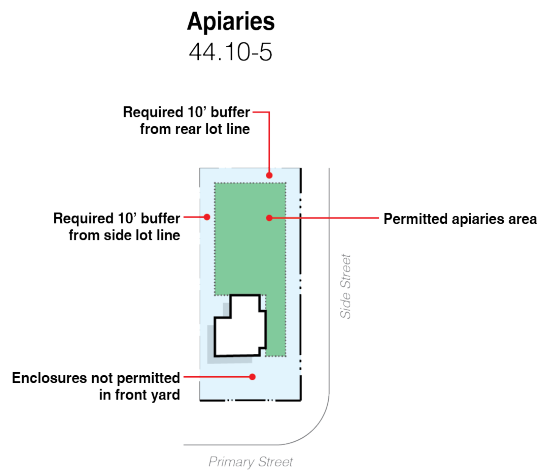 Apiaries
44.10-5
Required 10’ buffer
from rear lot line
Required 10’ buffer
from side lot line
Permitted apiaries area
Side Street
Enclosures not permitted
in front yard
Primary Street